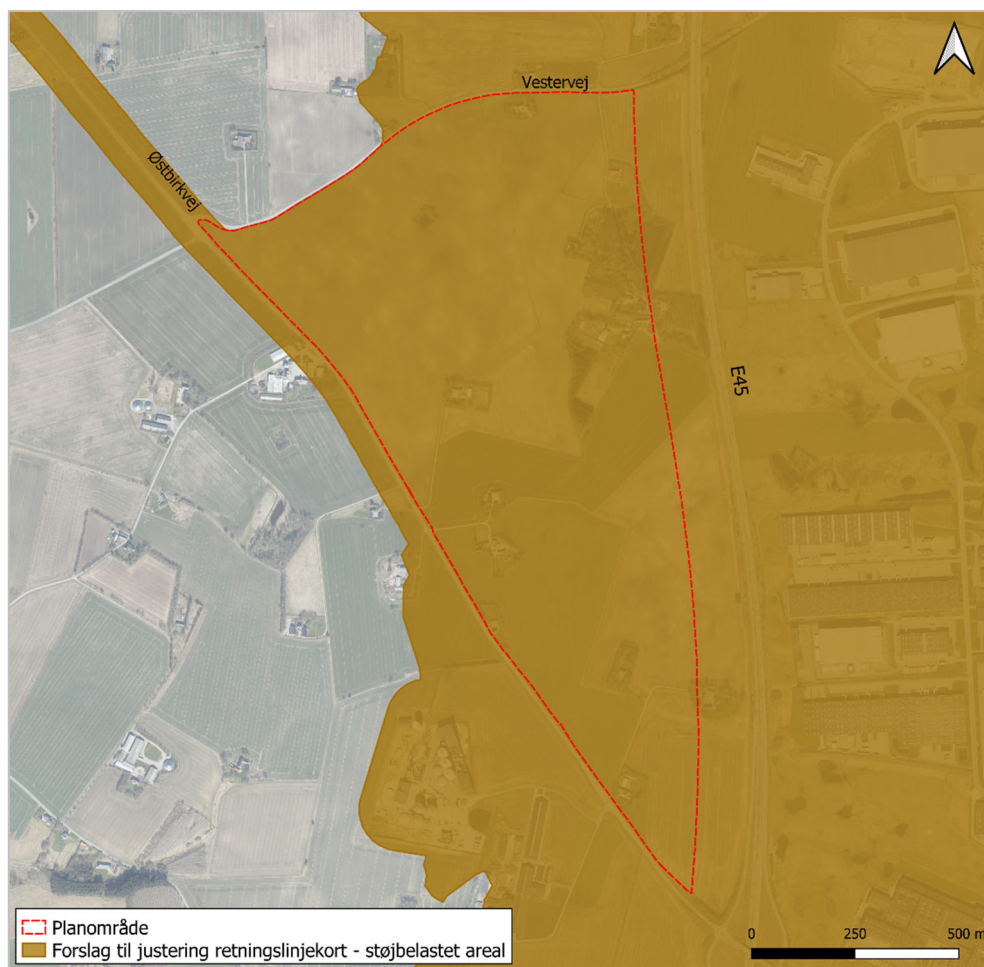 Vestervej
Østbirkvej
E45
Planområde
Forslag til justering retningslinjekort - støjbelastet areal
0 250 500 m